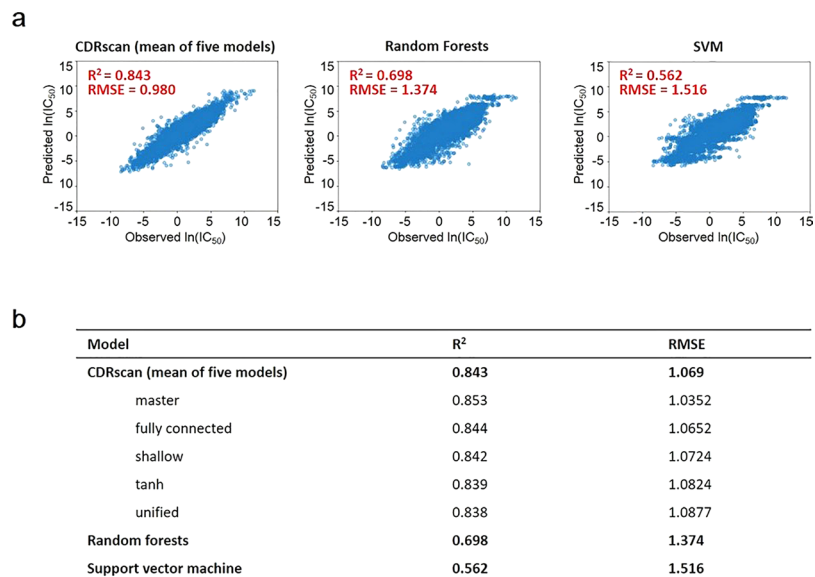 a
CDRscan (mean of five models)
R² = 0.843
RMSE = 0.980
15
10
5
0
-5
10
-15
Predicted ln(IC₅₀)
-15 -10 -5 0 5 10 15
Observed ln(IC₅₀)
Random Forests
R² = 0.698
RMSE = 1.374
15
10
5
0
-5
10
-15
Predicted ln(IC₅₀)
-15 -10 -5 0 5 10 15
Observed ln(IC₅₀)
SVM
R² = 0.562
RMSE = 1.516
15
10
5
0
-5
10
-15
Predicted ln(IC₅₀)
-15 -10 -5 0 5 10 15
Observed ln(IC₅₀)
b
Model R² RMSE
CDRscan (mean of five models) 0.843 1.069
master 0.853 1.0352
fully connected 0.844 1.0652
shallow 0.842 1.0724
tanh 0.839 1.0824
unified 0.838 1.0877
Random forests 0.698 1.374
Support vector machine 0.562 1.516